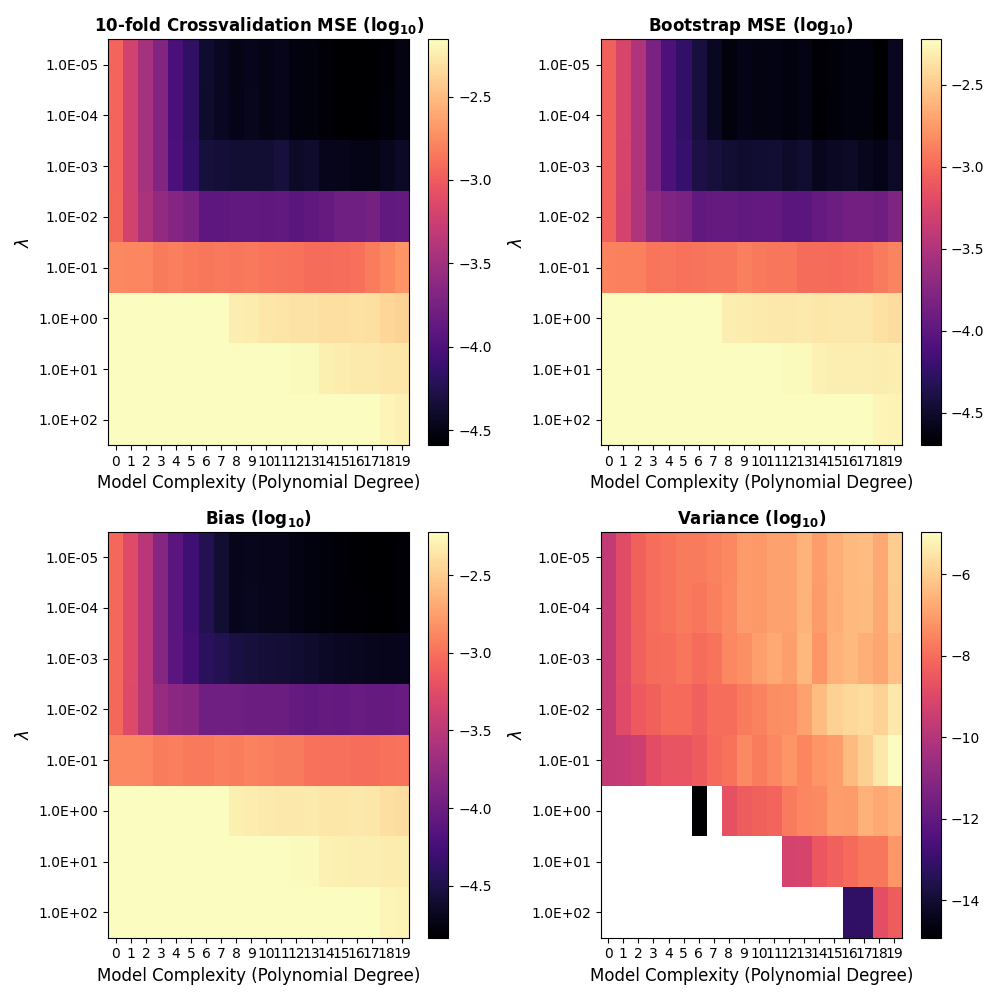 10-fold Crossvalidation MSE (log₁₀)
1.0E-05
1.0E-04
1.0E-03
1.0E-02
1.0E-01
1.0E+00
1.0E+01
1.0E+02
λ
0 1 2 3 4 5 6 7 8 9 10 11 12 13 14 15 16 17 18 19
Model Complexity (Polynomial Degree)
−2.5
−3.0
−3.5
−4.0
−4.5
Bootstrap MSE (log₁₀)
1.0E-05
1.0E-04
1.0E-03
1.0E-02
1.0E-01
1.0E+00
1.0E+01
1.0E+02
λ
0 1 2 3 4 5 6 7 8 9 10 11 12 13 14 15 16 17 18 19
Model Complexity (Polynomial Degree)
−2.5
−3.0
−3.5
−4.0
−4.5
Bias (log₁₀)
1.0E-05
1.0E-04
1.0E-03
1.0E-02
1.0E-01
1.0E+00
1.0E+01
1.0E+02
λ
0 1 2 3 4 5 6 7 8 9 10 11 12 13 14 15 16 17 18 19
Model Complexity (Polynomial Degree)
−2.5
−3.0
−3.5
−4.0
−4.5
Variance (log₁₀)
1.0E-05
1.0E-04
1.0E-03
1.0E-02
1.0E-01
1.0E+00
1.0E+01
1.0E+02
λ
0 1 2 3 4 5 6 7 8 9 10 11 12 13 14 15 16 17 18 19
Model Complexity (Polynomial Degree)
−6
−8
−10
−12
−14